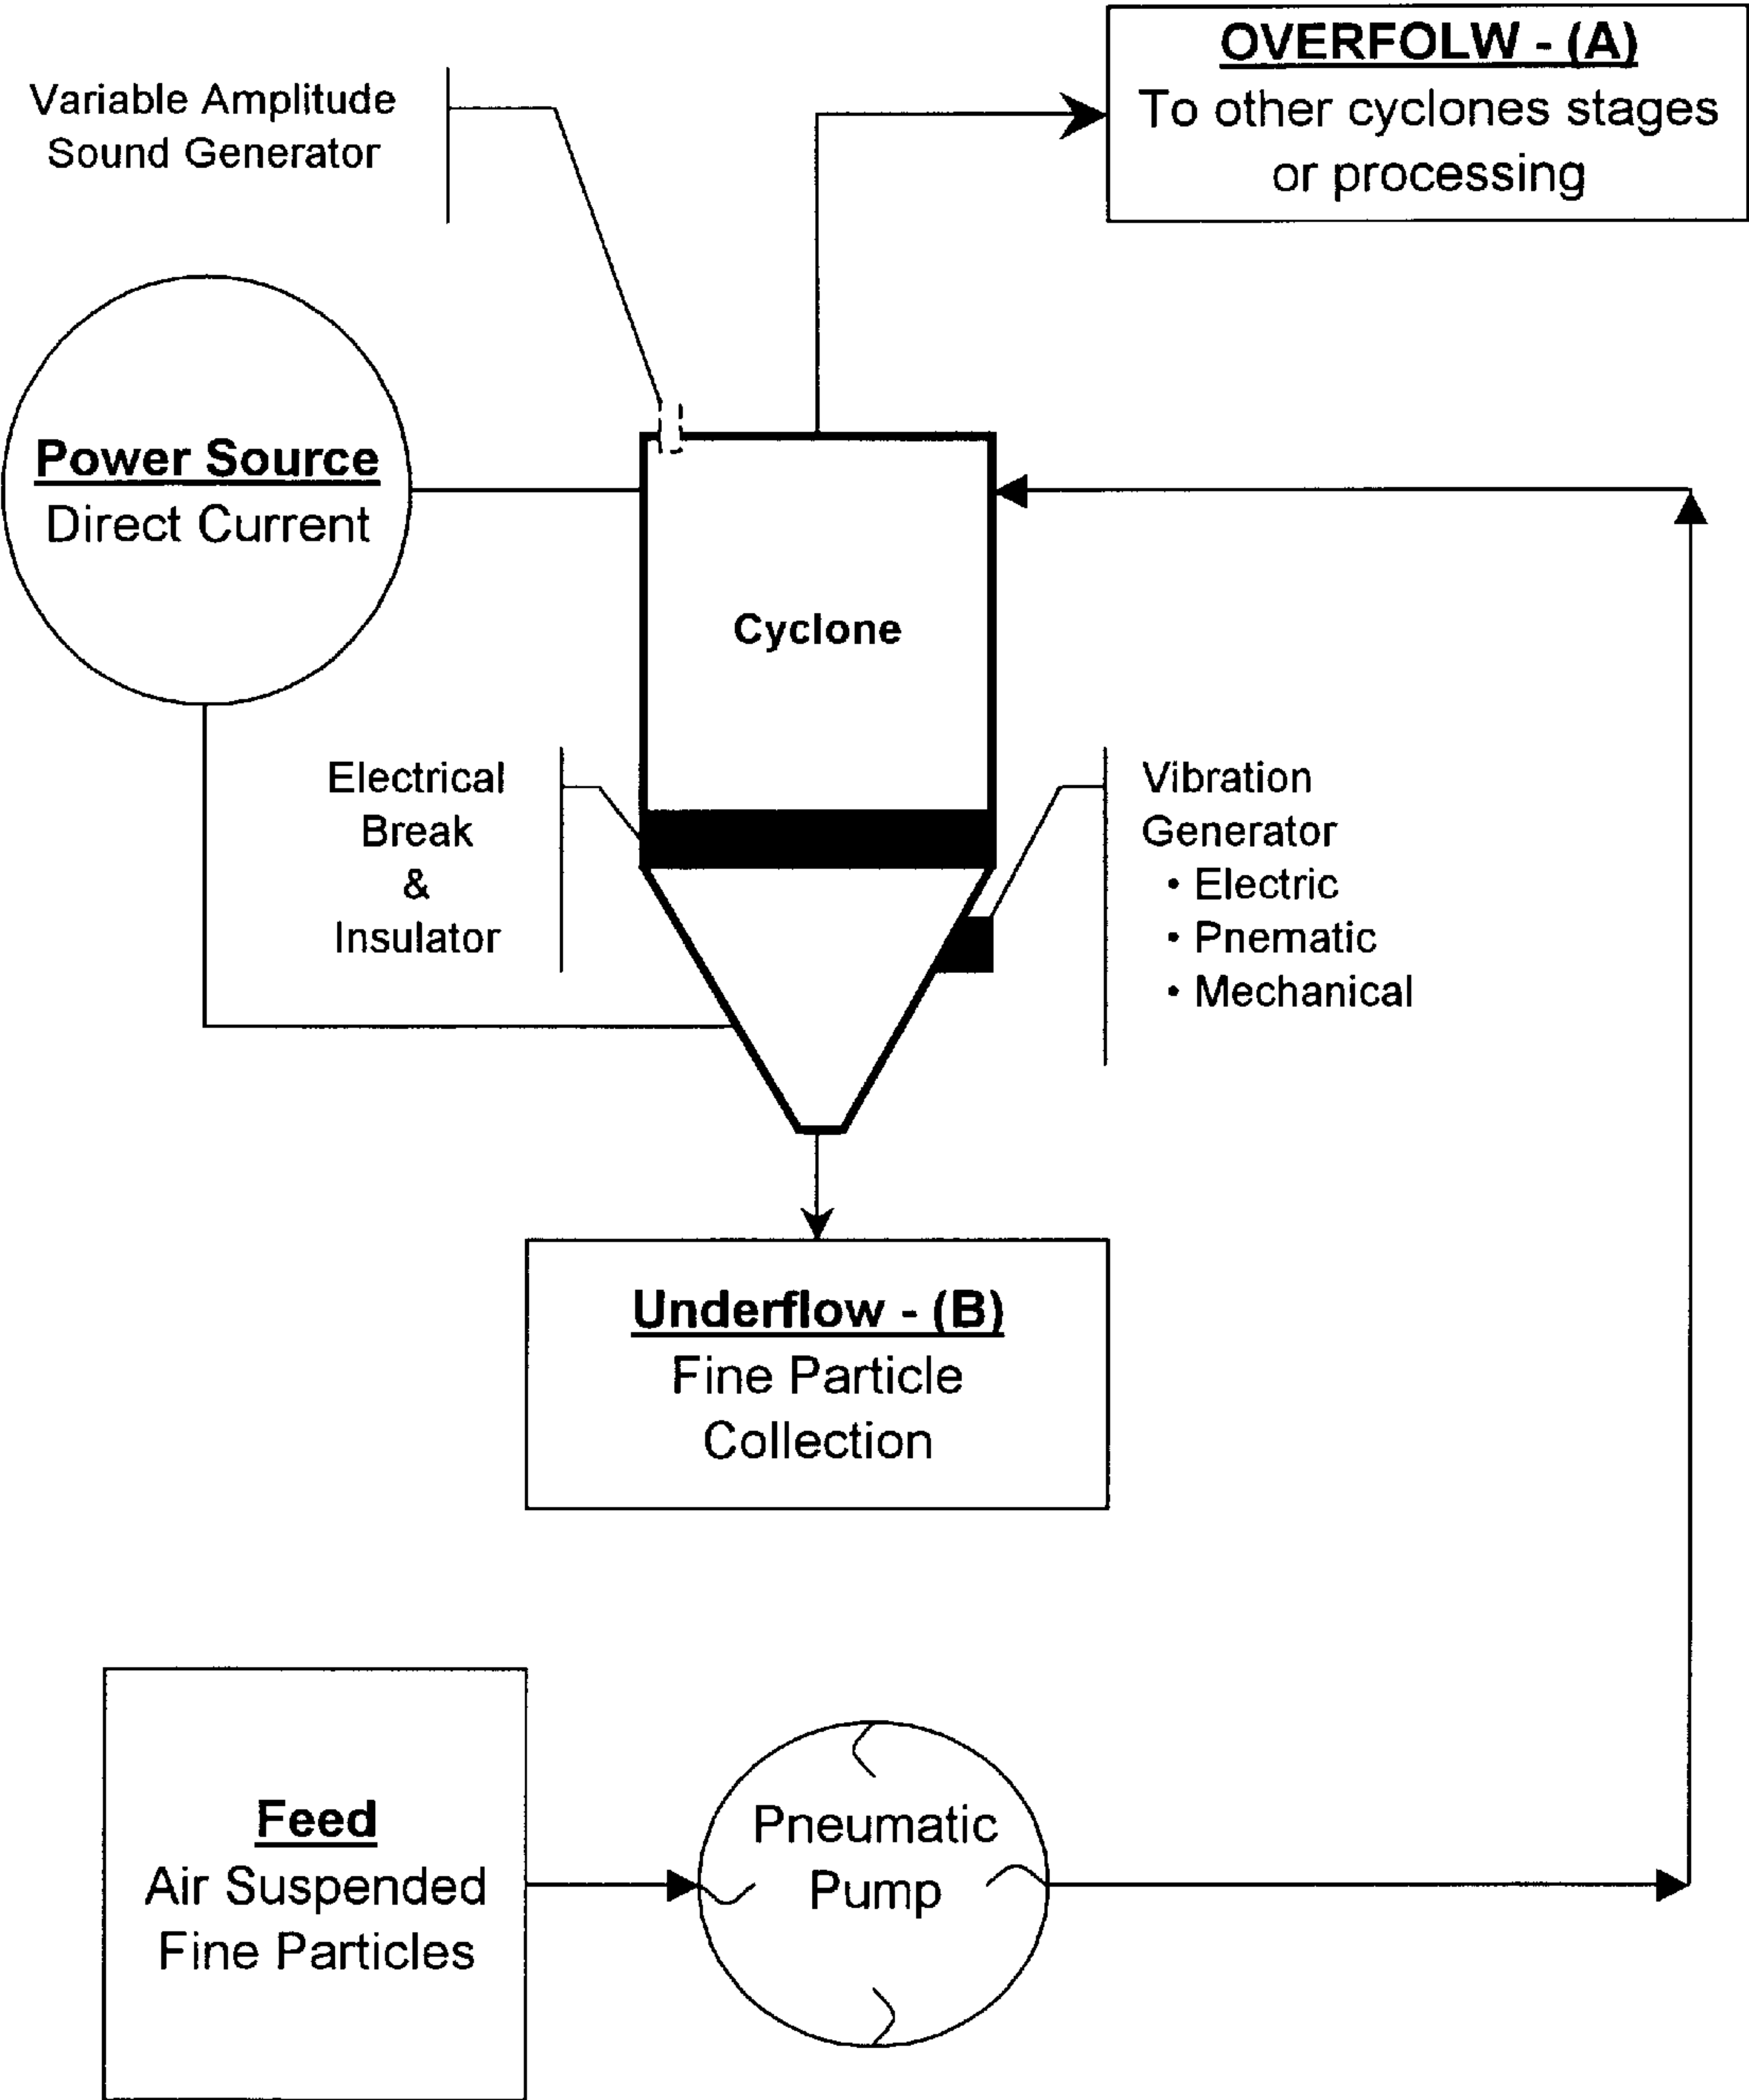 OVERFOLW - (A)
To other cyclones stages
or processing
Variable Amplitude
Sound Generator
Power Source
Direct Current
Cyclone
Electrical
Break
&
Insulator
Vibration
Generator
• Electric
• Pnematic
• Mechanical
Underflow - (B)
Fine Particle
Collection
Feed
Air Suspended
Fine Particles
Pneumatic
Pump